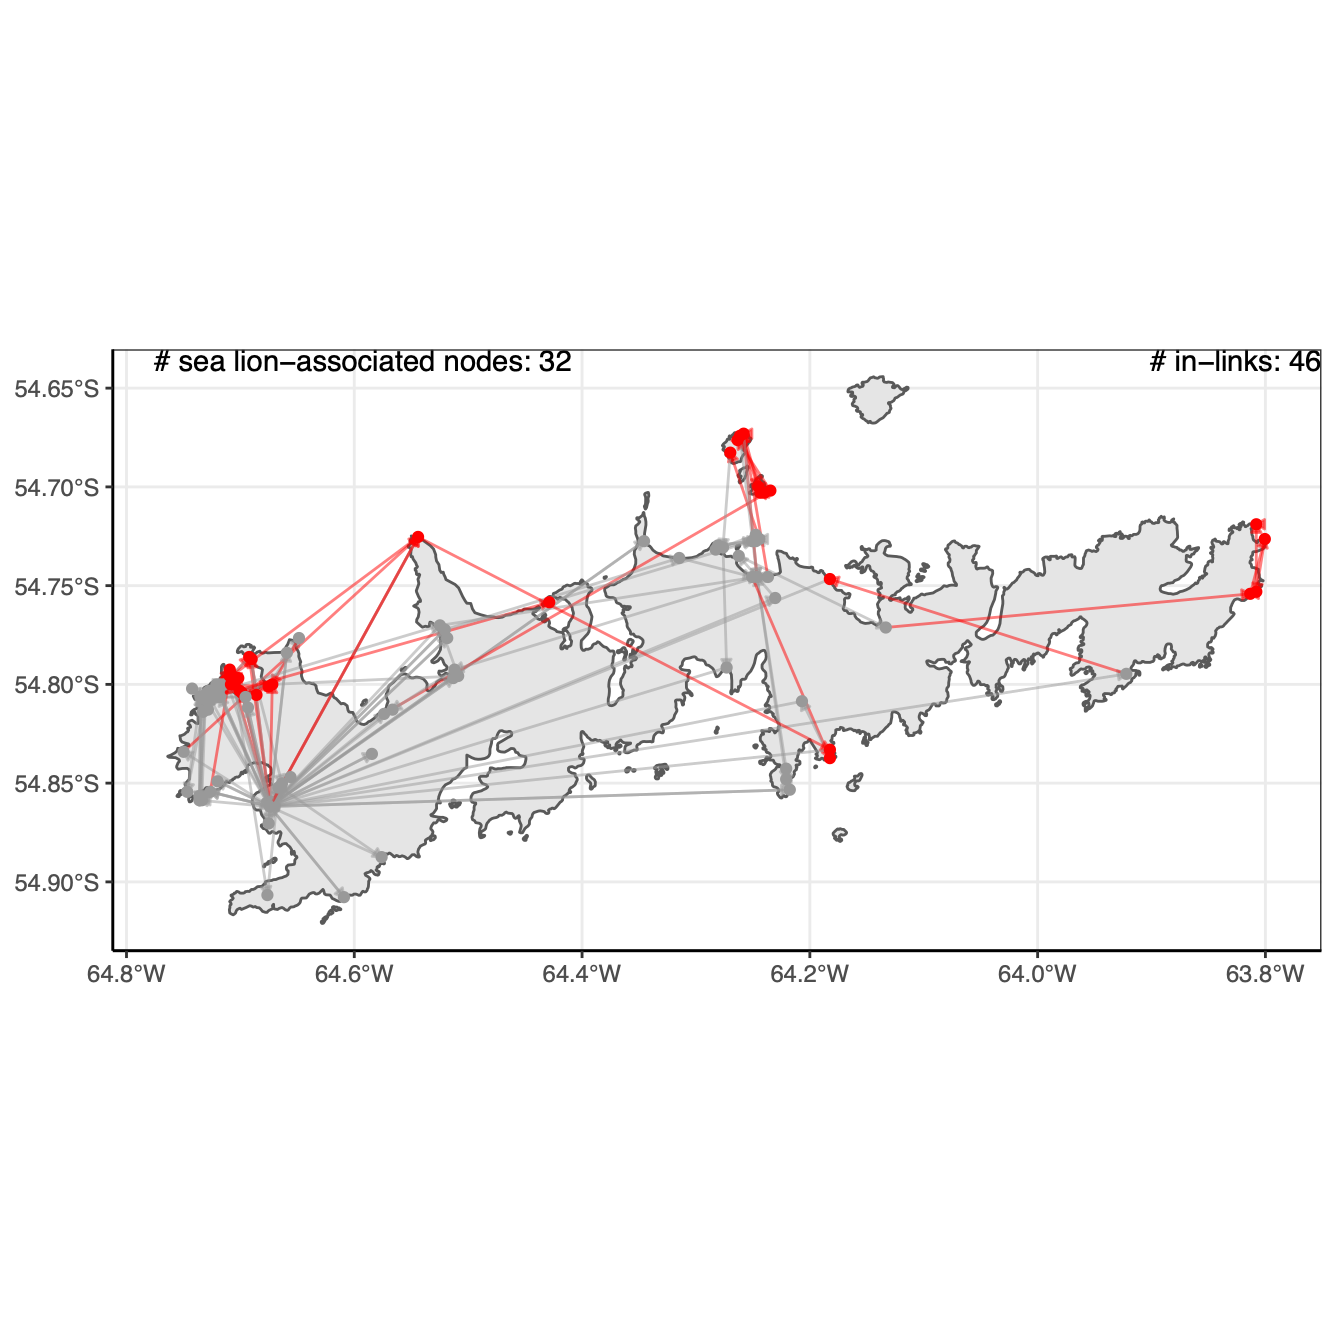 # sea lion−associated nodes: 32
# in−links: 46
54.65°S
54.70°S
54.75°S
54.80°S
54.85°S
54.90°S
64.8°W
64.6°W
64.4°W
64.2°W
64.0°W
63.8°W